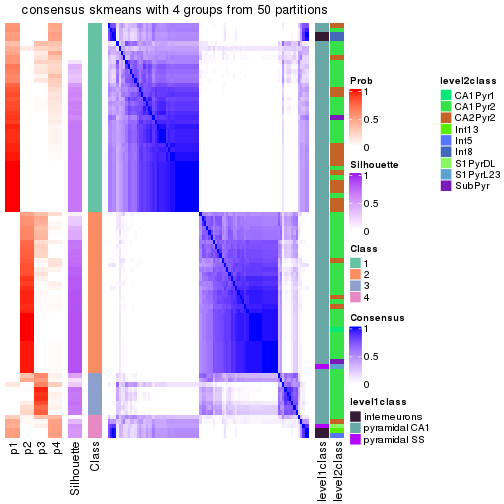 consensus skmeans with 4 groups from 50 partitions
Prob
1
0.5
0
Silhouette
1
0.5
0
Class
1
2
3
4
Consensus
1
0.5
0
level1class
interneurons
pyramidal CA1
pyramidal SS
level2class
CA1Pyr1
CA1Pyr2
CA2Pyr2
Int13
Int5
Int8
S1PyrDL
S1PyrL23
SubPyr
p1
p2
p3
p4
Silhouette
Class
level1class
level2class